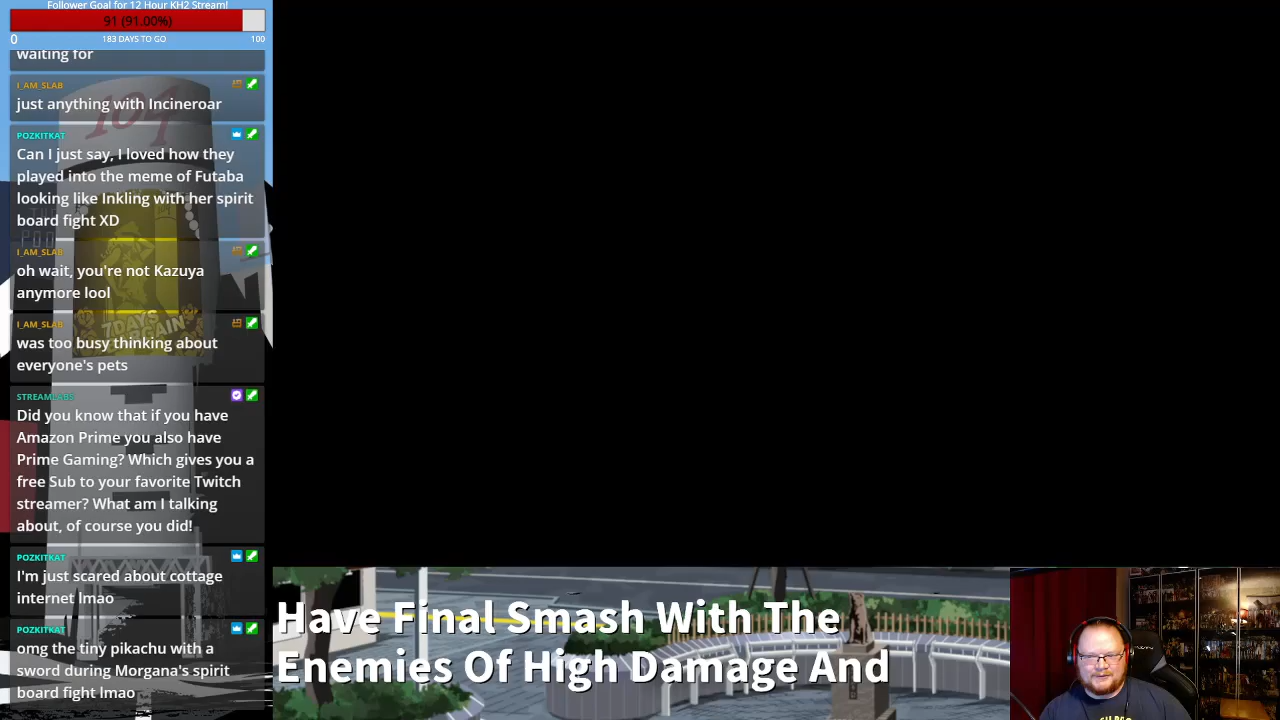 Follower Goal for 12 Hour KH2 Stream!
91 (91.00%)
0
183 DAYS TO GO
100
waiting for
I_AM_SLAB
just anything with Incineroar
POZKITKAT
Can I just say, I loved how they
played into the meme of Futaba
looking like Inkling with her spirit
board fight XD
I_AM_SLAB
oh wait, you're not Kazuya
anymore lool
I_AM_SLAB
was too busy thinking about
everyone's pets
STREAMLABS
Did you know that if you have
Amazon Prime you also have
Prime Gaming? Which gives you a
free Sub to your favorite Twitch
streamer? What am I talking
about, of course you did!
POZKITKAT
I'm just scared about cottage
internet lmao
POZKITKAT
omg the tiny pikachu with a
sword during Morgana's spirit
board fight lmao
104
7DAYS
Have Final Smash With The
Enemies Of High Damage And